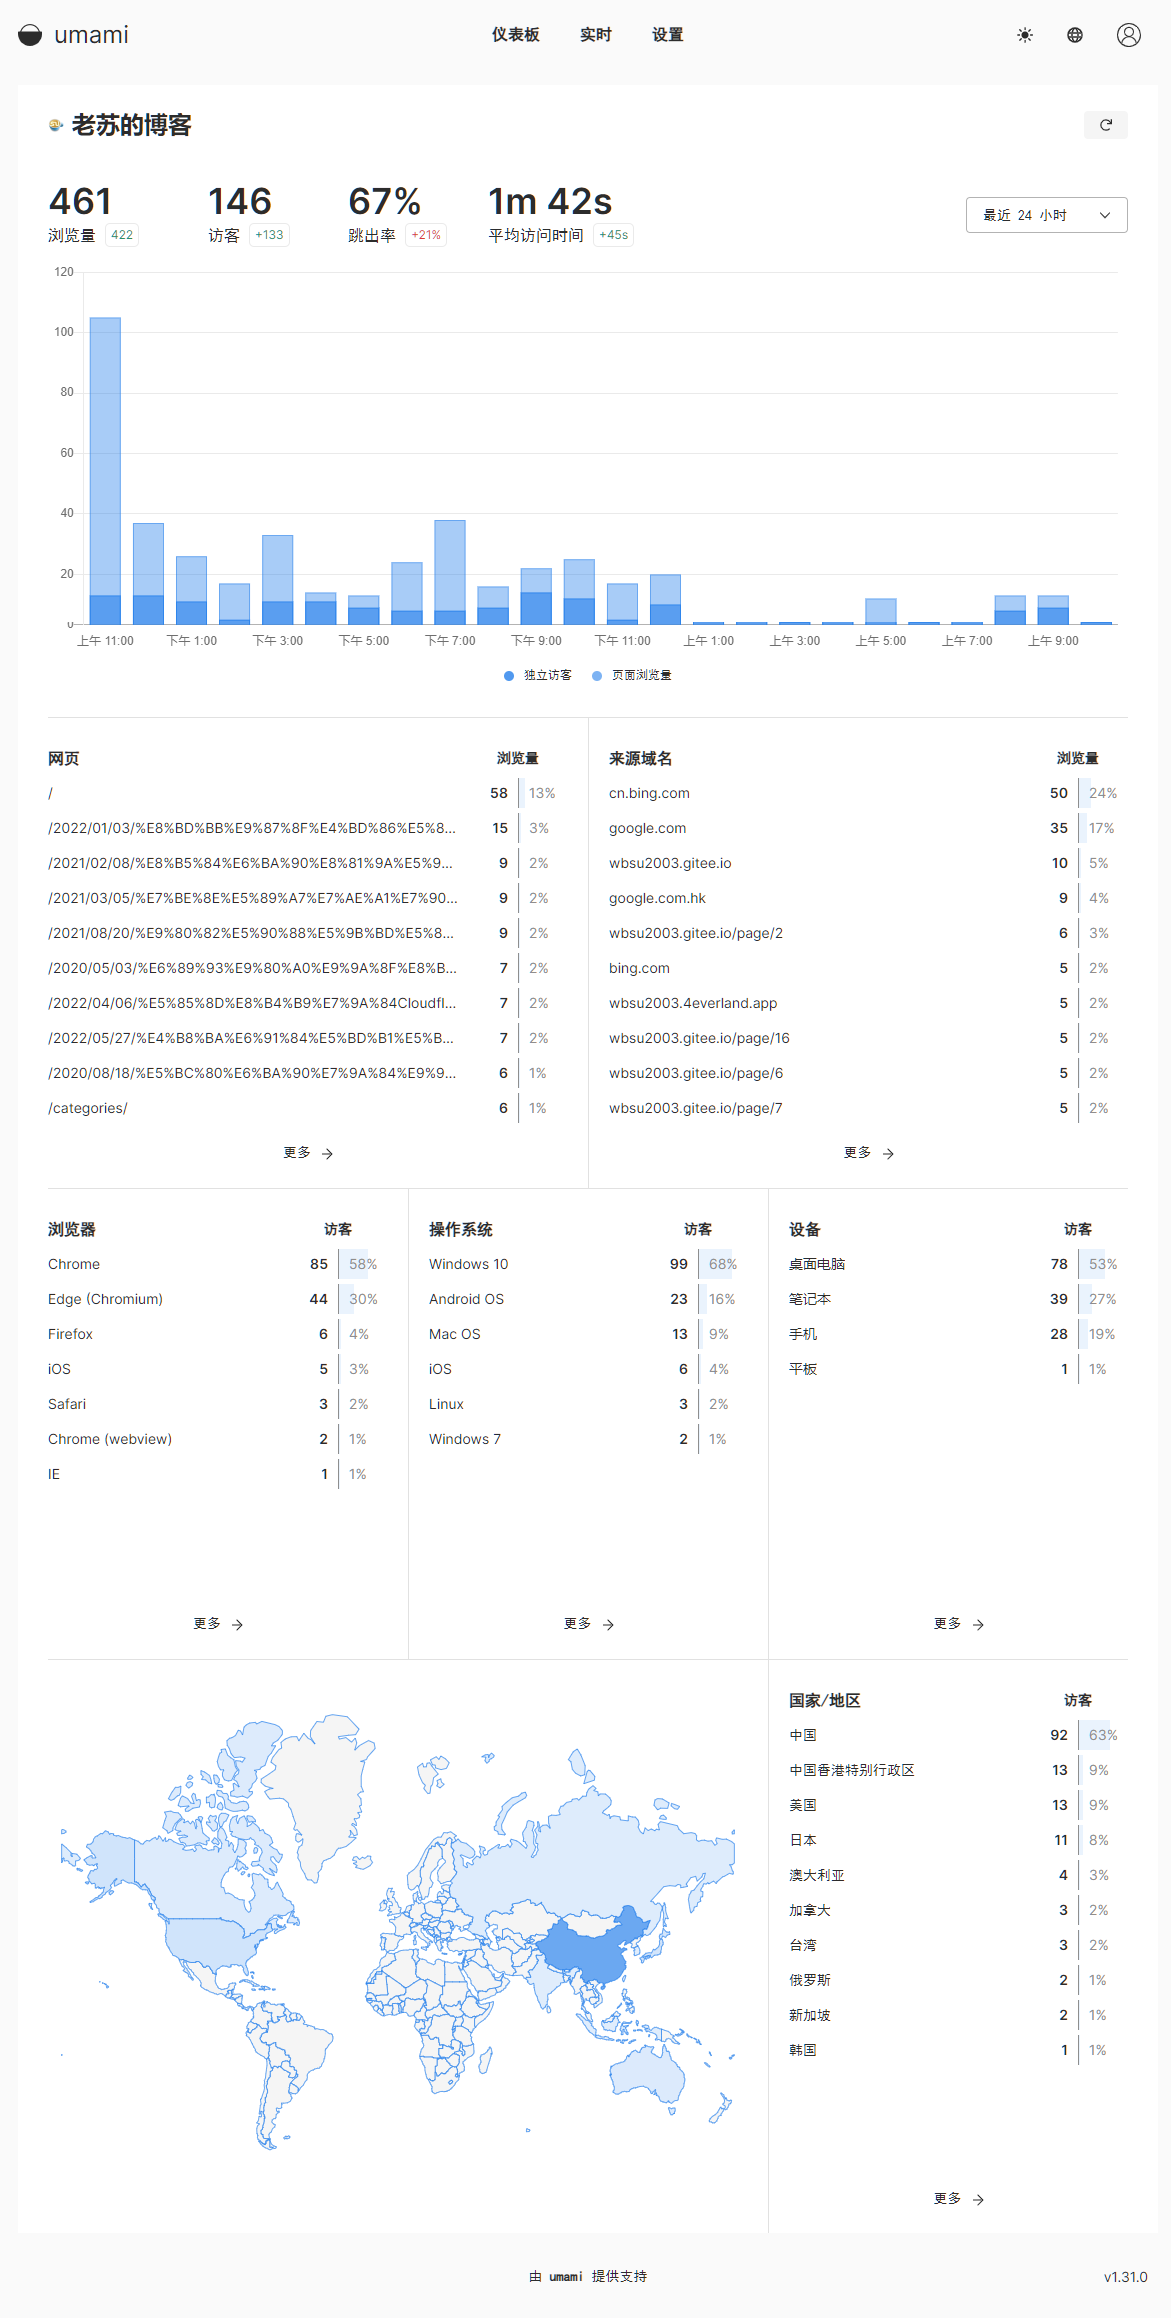 umami 仪表板 实时 设置
老苏的博客
461 146 67% 1m 42s
浏览量 422 访客 +133 跳出率 +21% 平均访问时间 +45s 最近 24 小时
120
100
80
60
40
20
0
上午 11:00 下午 1:00 下午 3:00 下午 5:00 下午 7:00 下午 9:00 下午 11:00 上午 1:00 上午 3:00 上午 5:00 上午 7:00 上午 9:00
独立访客 页面浏览量
网页 浏览量
/ 58 13%
/2022/01/03/%E8%BD%BB%E9%87%8F%E4%BD%86%E5%8... 15 3%
/2021/02/08/%E8%B5%84%E6%BA%90%E8%81%9A%E5%9... 9 2%
/2021/03/05/%E7%BE%8E%E5%89%A7%E7%AE%A1%E7%90... 9 2%
/2021/08/20/%E9%80%82%E5%90%88%E5%9B%BD%E5%8... 9 2%
/2020/05/03/%E6%89%93%E9%80%A0%E9%9A%8F%E8%B... 7 2%
/2022/04/06/%E5%85%8D%E8%B4%B9%E7%9A%84Cloudfl... 7 2%
/2022/05/27/%E4%B8%BA%E6%91%84%E5%BD%B1%E5%B... 7 2%
/2020/08/18/%E5%BC%80%E6%BA%90%E7%9A%84%E9%9... 6 1%
/categories/ 6 1%
更多
来源域名 浏览量
cn.bing.com 50 24%
google.com 35 17%
wbsu2003.gitee.io 10 5%
google.com.hk 9 4%
wbsu2003.gitee.io/page/2 6 3%
bing.com 5 2%
wbsu2003.4everland.app 5 2%
wbsu2003.gitee.io/page/16 5 2%
wbsu2003.gitee.io/page/6 5 2%
wbsu2003.gitee.io/page/7 5 2%
更多
浏览器 访客
Chrome 85 58%
Edge (Chromium) 44 30%
Firefox 6 4%
iOS 5 3%
Safari 3 2%
Chrome (webview) 2 1%
IE 1 1%
更多
操作系统 访客
Windows 10 99 68%
Android OS 23 16%
Mac OS 13 9%
iOS 6 4%
Linux 3 2%
Windows 7 2 1%
更多
设备 访客
桌面电脑 78 53%
笔记本 39 27%
手机 28 19%
平板 1 1%
更多
国家/地区 访客
中国 92 63%
中国香港特别行政区 13 9%
美国 13 9%
日本 11 8%
澳大利亚 4 3%
加拿大 3 2%
台湾 3 2%
俄罗斯 2 1%
新加坡 2 1%
韩国 1 1%
更多
由 umami 提供支持 v1.31.0